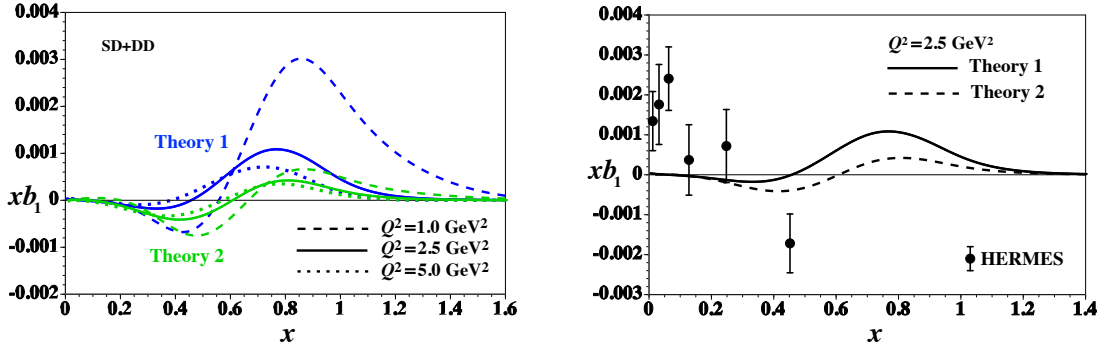 0.004
0.003
0.002
0.001
0
-0.001
-0.002
xb1
SD+DD
Theory 1
Theory 2
Q²=1.0 GeV²
Q²=2.5 GeV²
Q²=5.0 GeV²
0 0.2 0.4 0.6 0.8 1 1.2 1.4 1.6
x
0.004
0.003
0.002
0.001
0
-0.001
-0.002
-0.003
xb1
Q²=2.5 GeV²
Theory 1
Theory 2
HERMES
0 0.2 0.4 0.6 0.8 1 1.2 1.4
x